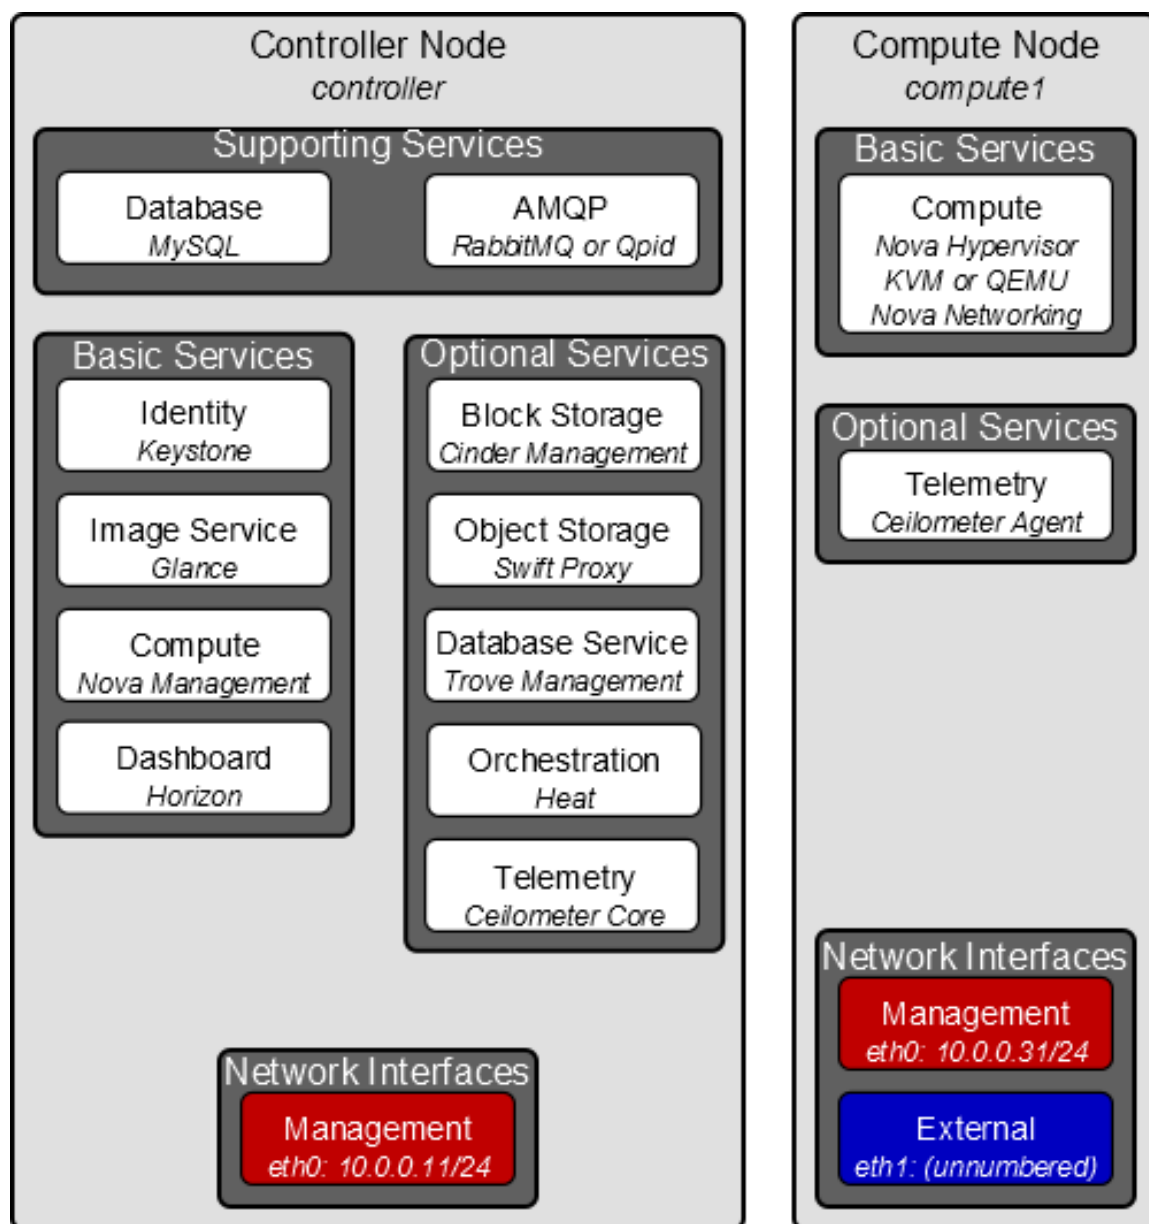 Controller Node
controller
Supporting Services
Database
MySQL
AMQP
RabbitMQ or Qpid
Basic Services
Identity
Keystone
Image Service
Glance
Compute
Nova Management
Dashboard
Horizon
Optional Services
Block Storage
Cinder Management
Object Storage
Swift Proxy
Database Service
Trove Management
Orchestration
Heat
Telemetry
Ceilometer Core
Network Interfaces
Management
eth0: 10.0.0.11/24
Compute Node
compute1
Basic Services
Compute
Nova Hypervisor
KVM or QEMU
Nova Networking
Optional Services
Telemetry
Ceilometer Agent
Network Interfaces
Management
eth0: 10.0.0.31/24
External
eth1: (unnumbered)